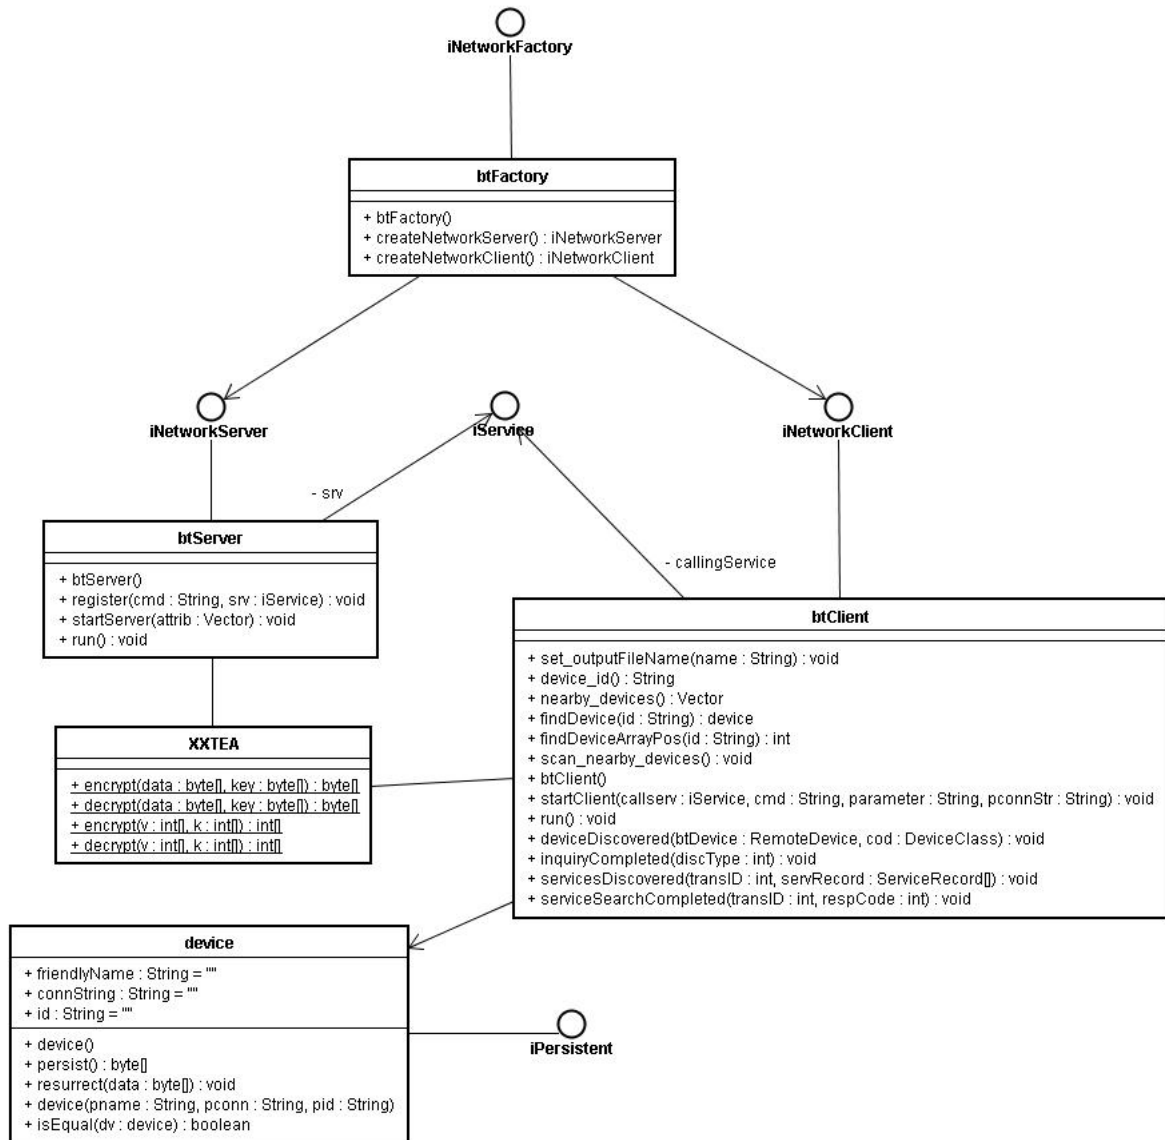 iNetworkFactory
btFactory
+ btFactory()
+ createNetworkServer() : iNetworkServer
+ createNetworkClient() : iNetworkClient
iNetworkServer
iService
iNetworkClient
- srv
- callingService
btServer
+ btServer()
+ register(cmd : String, srv : iService) : void
+ startServer(attrib : Vector) : void
+ run() : void
btClient
+ set_outputFileName(name : String) : void
+ device_id() : String
+ nearby_devices() : Vector
+ findDevice(id : String) : device
+ findDeviceArrayPos(id : String) : int
+ scan_nearby_devices() : void
+ btClient()
+ startClient(callserv : iService, cmd : String, parameter : String, pconnStr : String) : void
+ run() : void
+ deviceDiscovered(btDevice : RemoteDevice, cod : DeviceClass) : void
+ inquiryCompleted(discType : int) : void
+ servicesDiscovered(transID : int, servRecord : ServiceRecord[]) : void
+ serviceSearchCompleted(transID : int, respCode : int) : void
XXTEA
+ encrypt(data : byte[], key : byte[]) : byte[]
+ decrypt(data : byte[], key : byte[]) : byte[]
+ encrypt(v : int[], k : int[]) : int[]
+ decrypt(v : int[], k : int[]) : int[]
device
+ friendlyName : String = ""
+ connString : String = ""
+ id : String = ""
+ device()
+ persist() : byte[]
+ resurrect(data : byte[]) : void
+ device(pname : String, pconn : String, pid : String)
+ isEqual(dv : device) : boolean
iPersistent